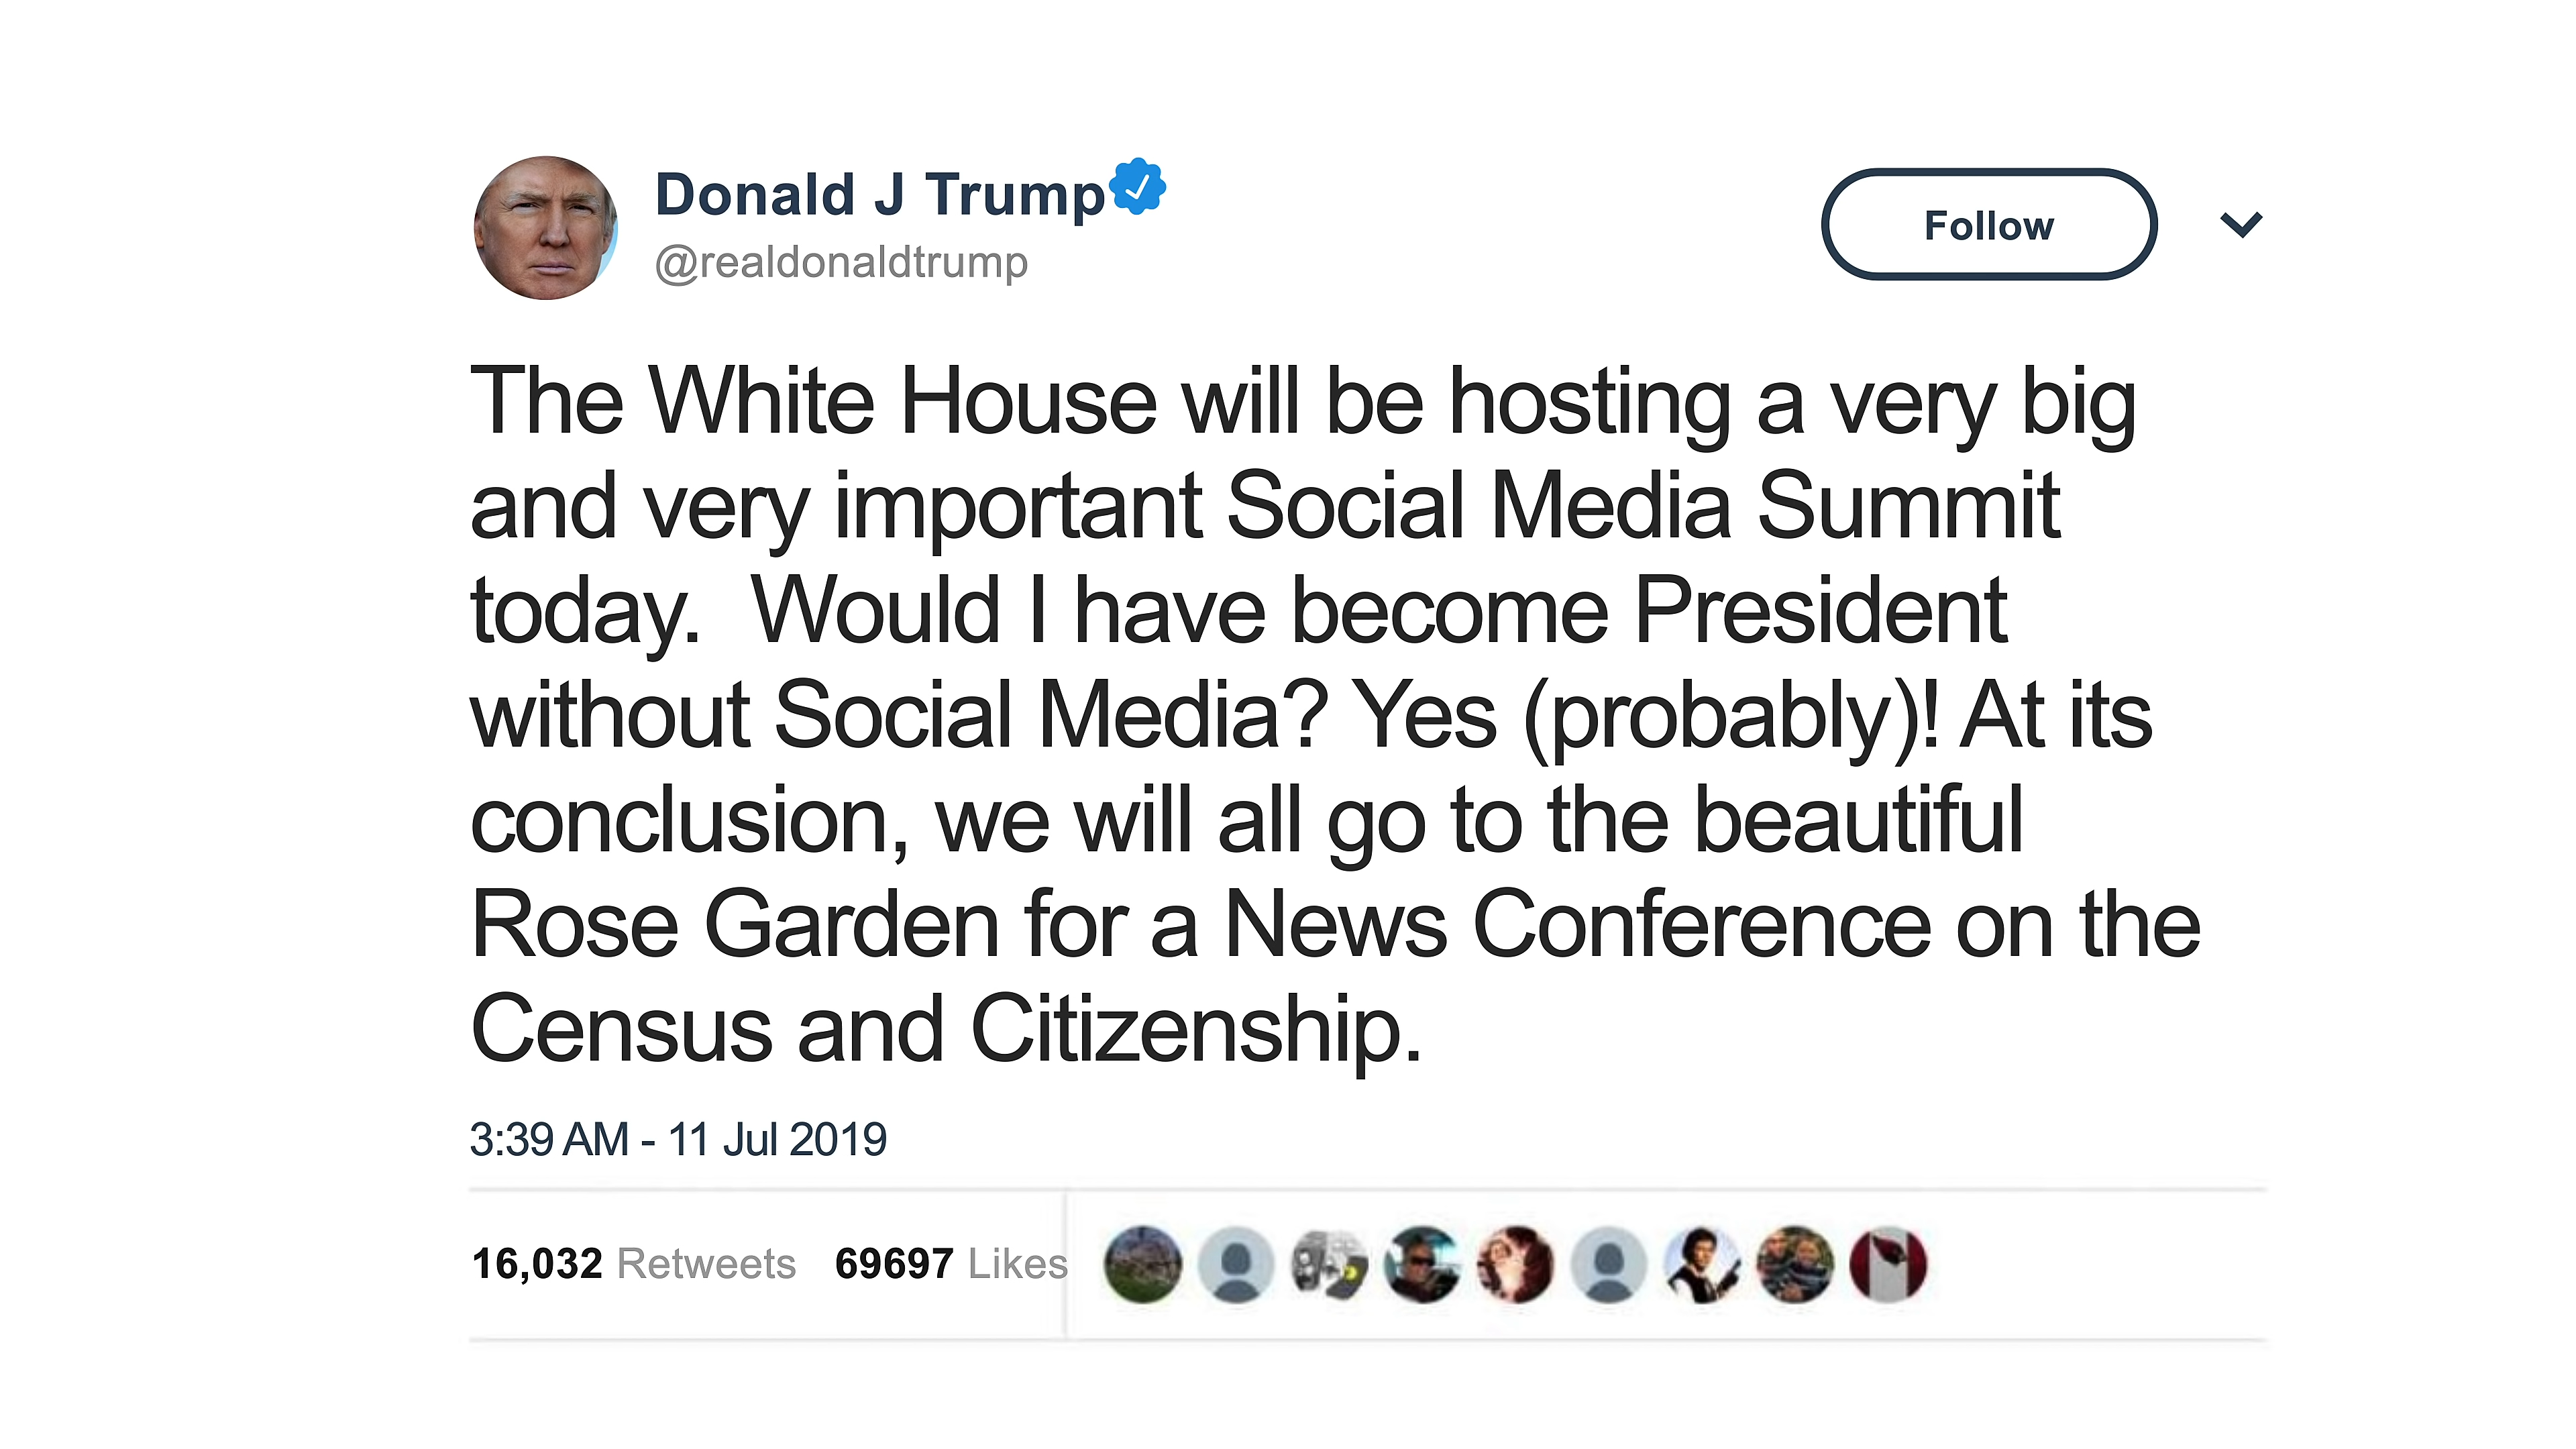 Donald J Trump
@realdonaldtrump
Follow
The White House will be hosting a very big
and very important Social Media Summit
today.  Would I have become President
without Social Media? Yes (probably)! At its
conclusion, we will all go to the beautiful
Rose Garden for a News Conference on the
Census and Citizenship.
3:39 AM - 11 Jul 2019
16,032 Retweets 69697 Likes